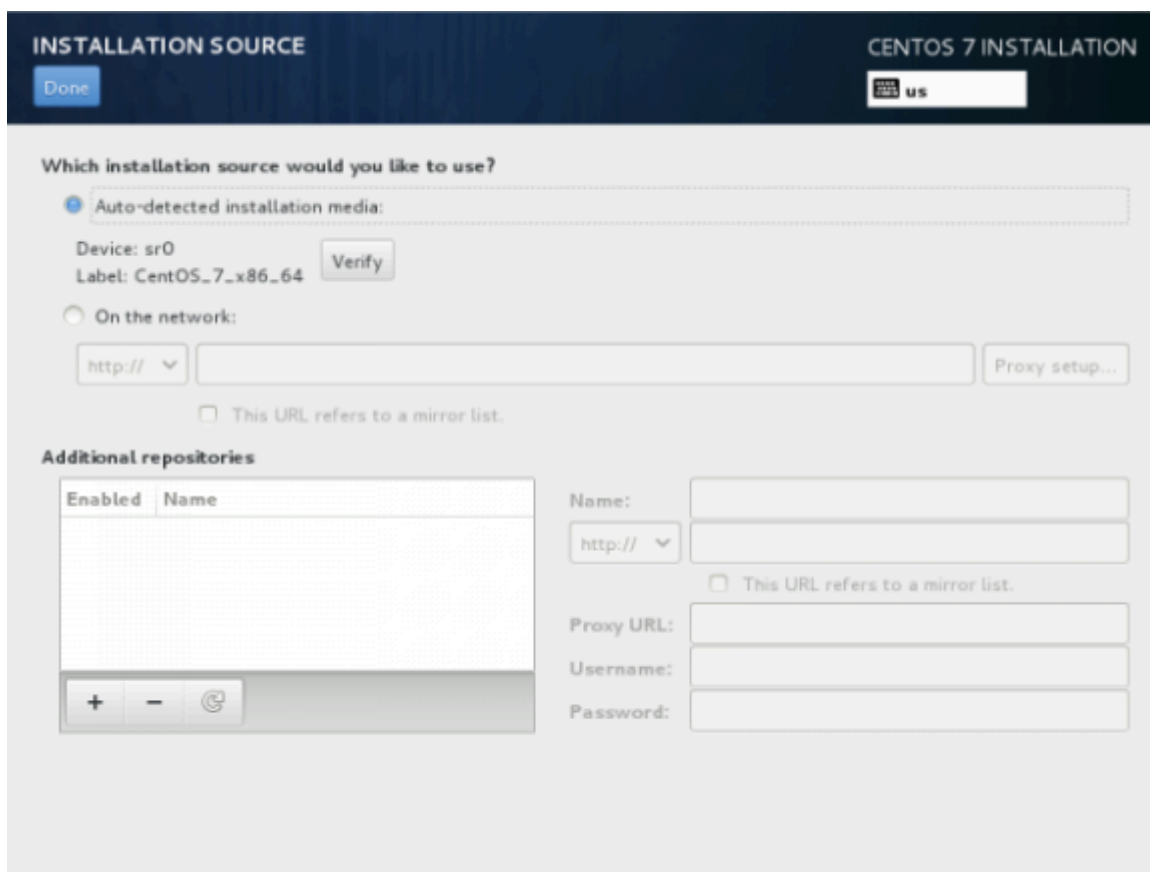 INSTALLATION SOURCE
CENTOS 7 INSTALLATION
Done
us
Which installation source would you like to use?
Auto-detected installation media:
Device: sr0
Label: CentOS_7_x86_64
Verify
On the network:
http://
Proxy setup...
This URL refers to a mirror list.
Additional repositories
Enabled Name
Name:
http://
This URL refers to a mirror list.
Proxy URL:
Username:
Password: